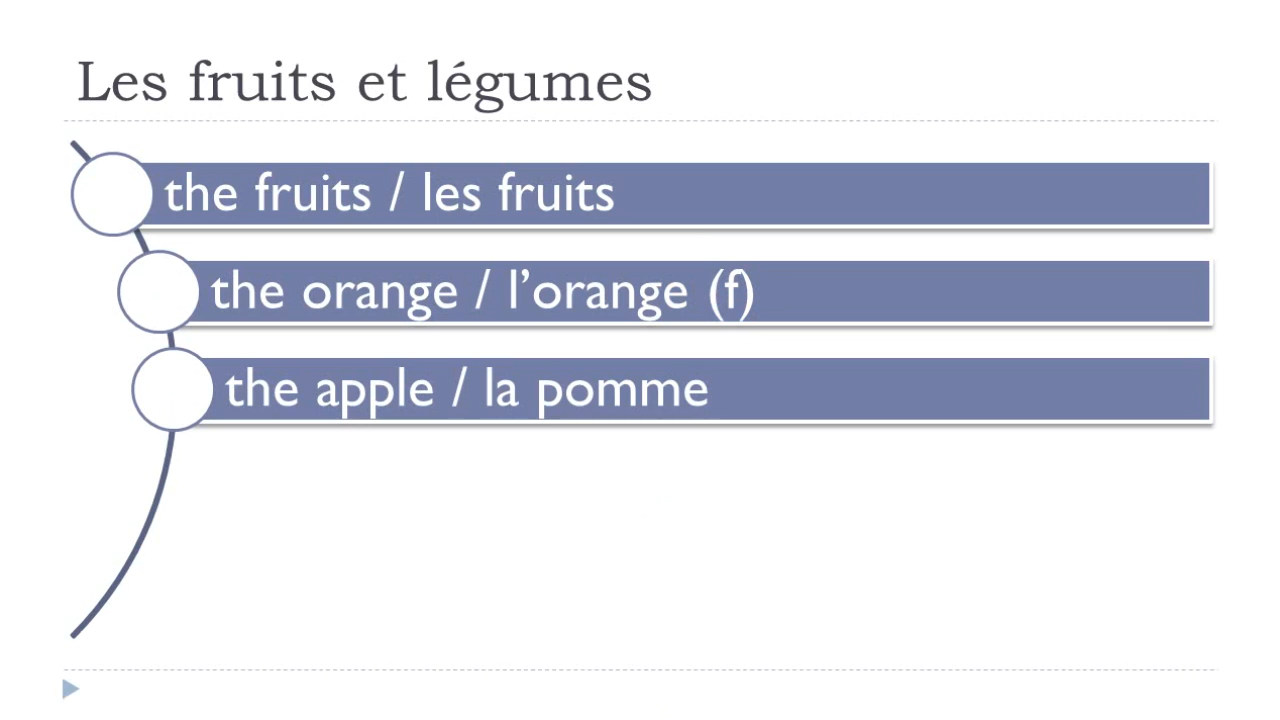 Les fruits et légumes
the fruits / les fruits
the orange / l’orange (f)
the apple / la pomme